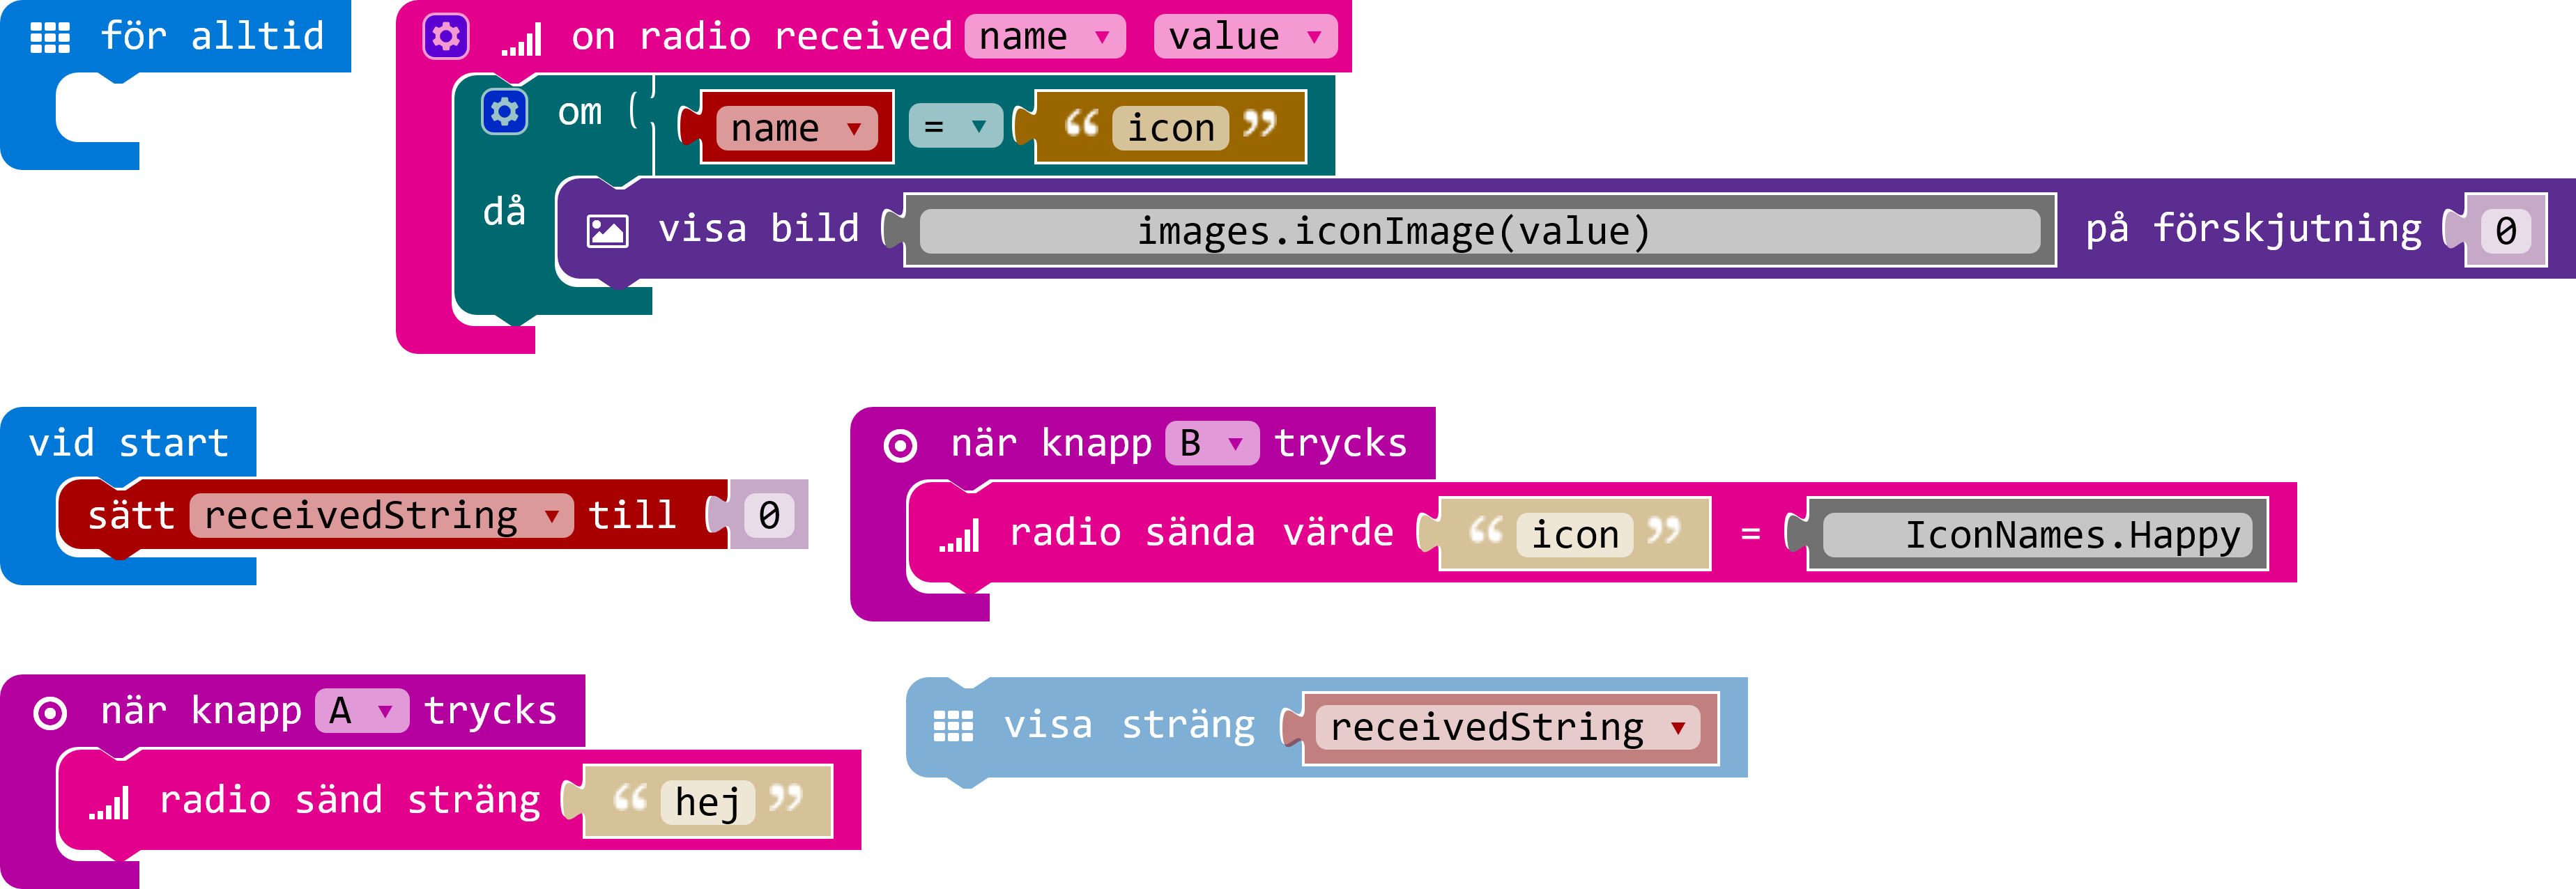 för alltid
on radio received name value
om name = “ icon ”
då visa bild images.iconImage(value) på förskjutning 0
vid start
sätt receivedString till 0
när knapp B trycks
radio sända värde “ icon ” = IconNames.Happy
när knapp A trycks
radio sänd sträng “ hej ”
visa sträng receivedString